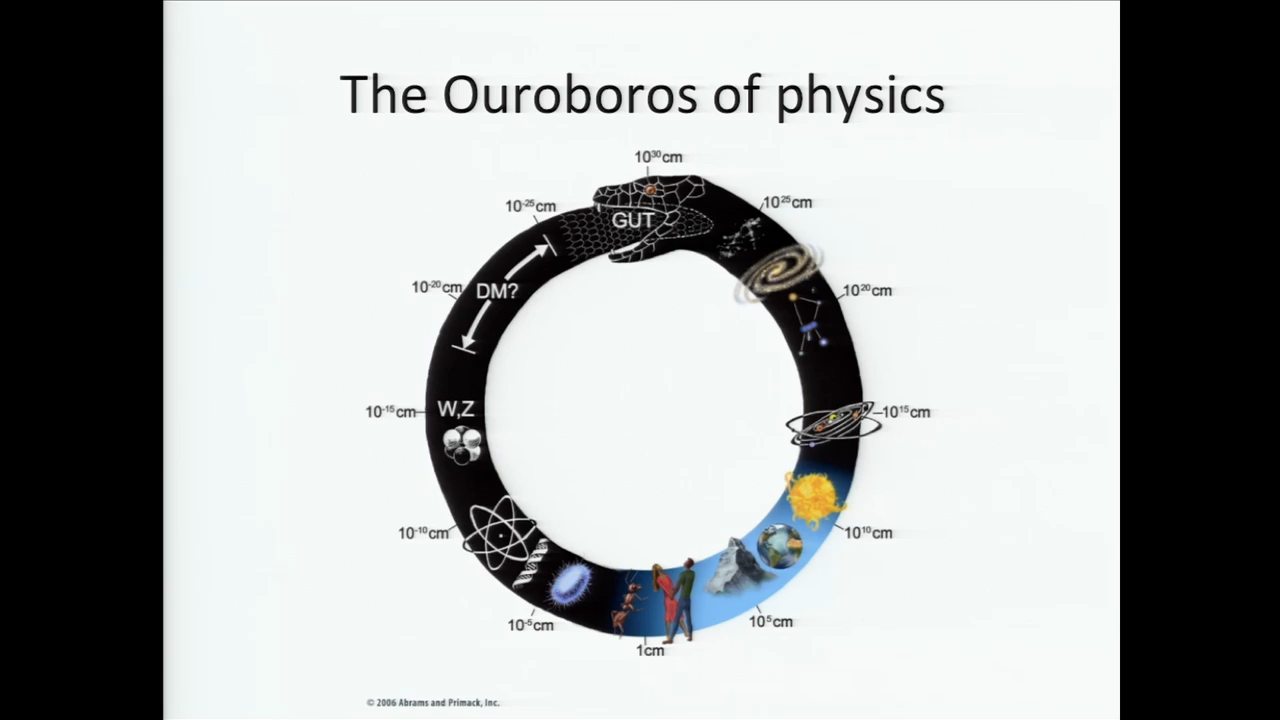 The Ouroboros of physics
10³⁰cm
10⁻²⁵cm
GUT
10²⁵cm
10⁻²⁰cm
DM?
10²⁰cm
10⁻¹⁵cm
W,Z
10¹⁵cm
10⁻¹⁰cm
10¹⁰cm
10⁻⁵cm
10⁵cm
1cm
© 2006 Abrams and Primack, Inc.